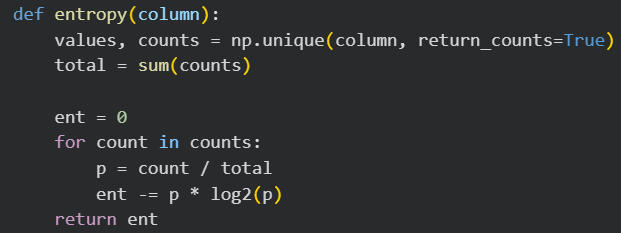 def entropy(column):
    values, counts = np.unique(column, return_counts=True)
    total = sum(counts)

    ent = 0
    for count in counts:
        p = count / total
        ent -= p * log2(p)
    return ent